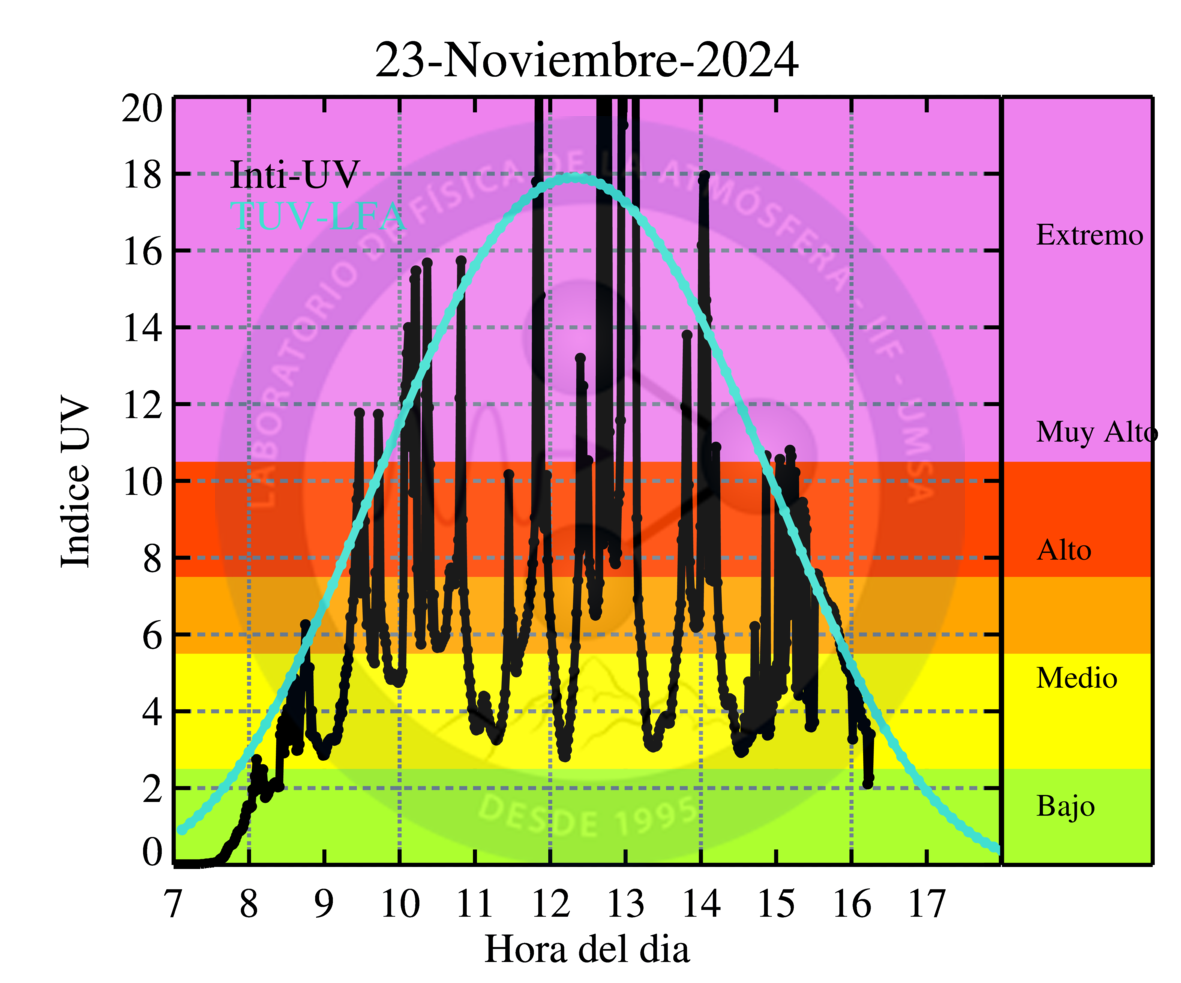 23-Noviembre-2024
20
18
16
14
12
10
8
6
4
2
0
Indice UV
Inti-UV
TUV-LFA
LABORATORIO DE FÍSICA DE LA ATMÓSFERA - IIF - UMSA
DESDE 1995
Extremo
Muy Alto
Alto
Medio
Bajo
7 8 9 10 11 12 13 14 15 16 17
Hora del dia